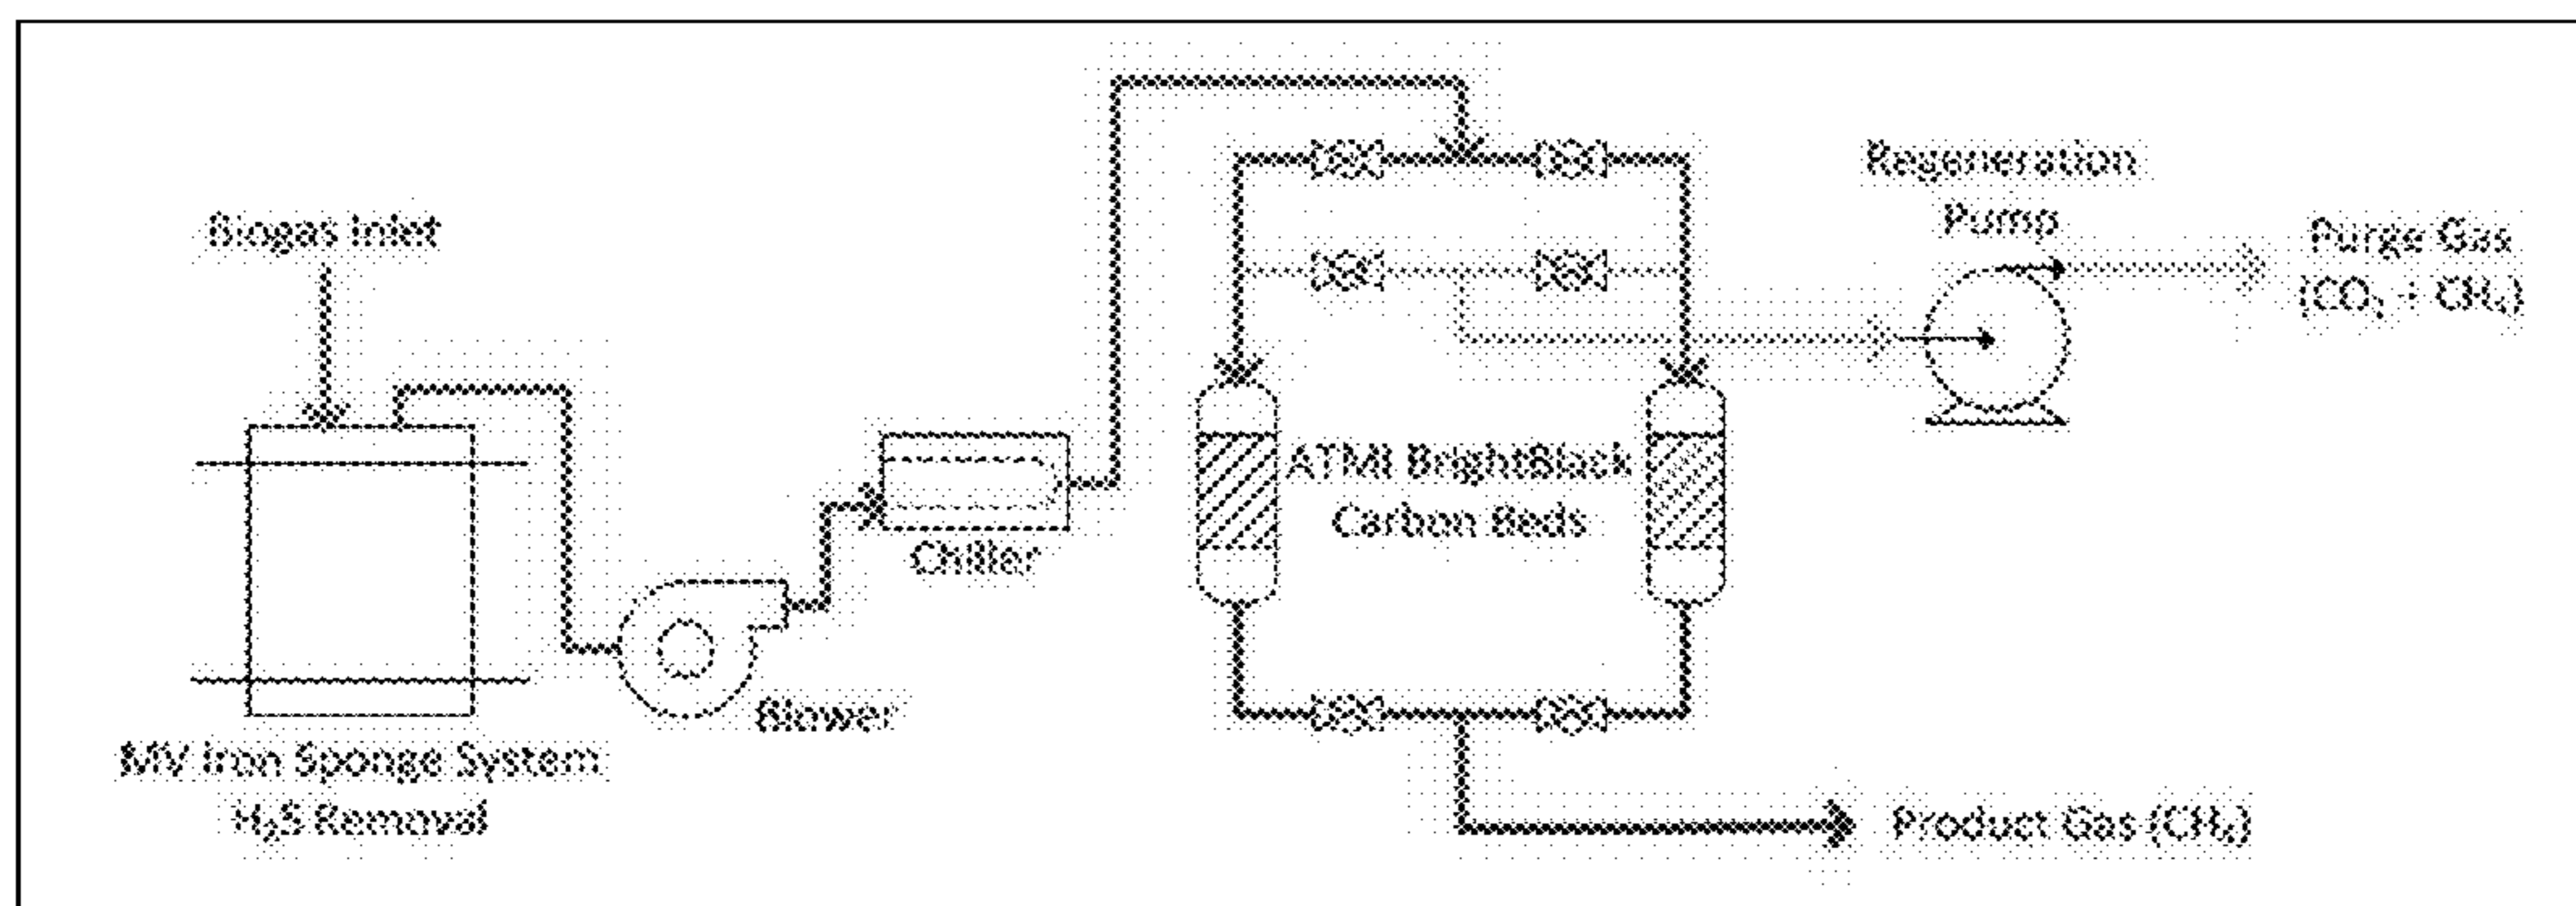 Biogas Inlet
MV Iron Sponge System
H₂S Removal
Blower
Chiller
ATMI BrightBlack
Carbon Beds
Regeneration
Pump
Purge Gas
(CO₂ + CH₄)
Product Gas (CH₄)